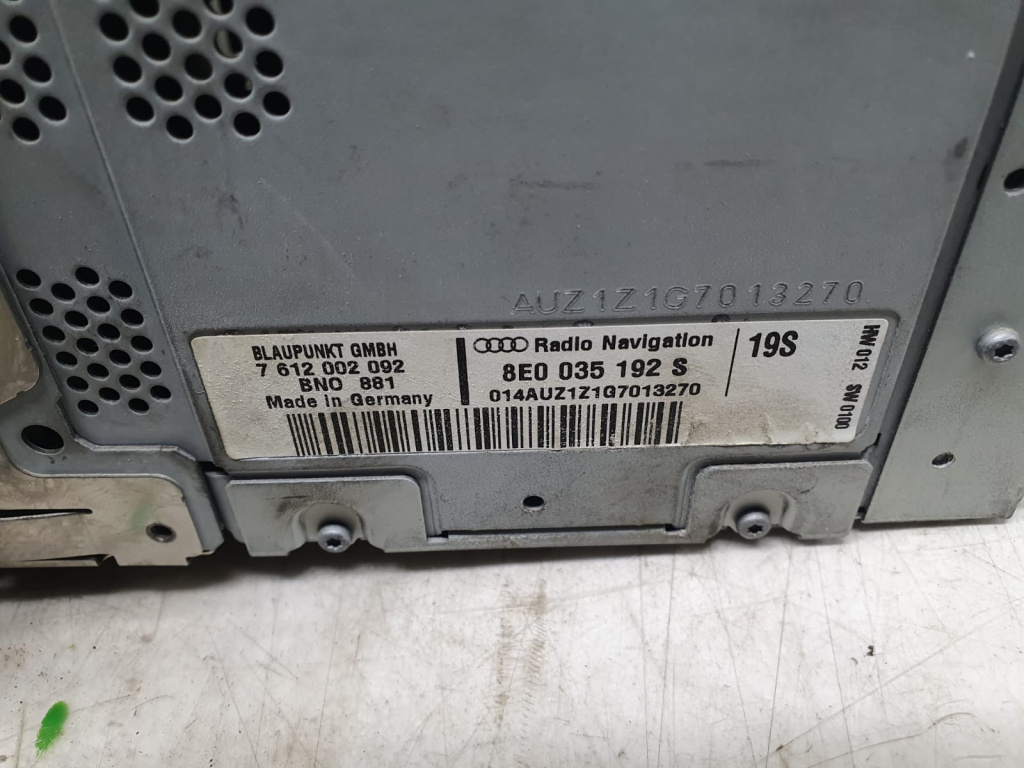 AUZ1Z1G7013270
BLAUPUNKT GMBH
7 612 002 092
BNO 881
Made in Germany
Radio Navigation
8E0 035 192 S
014AUZ1Z1G7013270
19S
HW 012 SW 0100